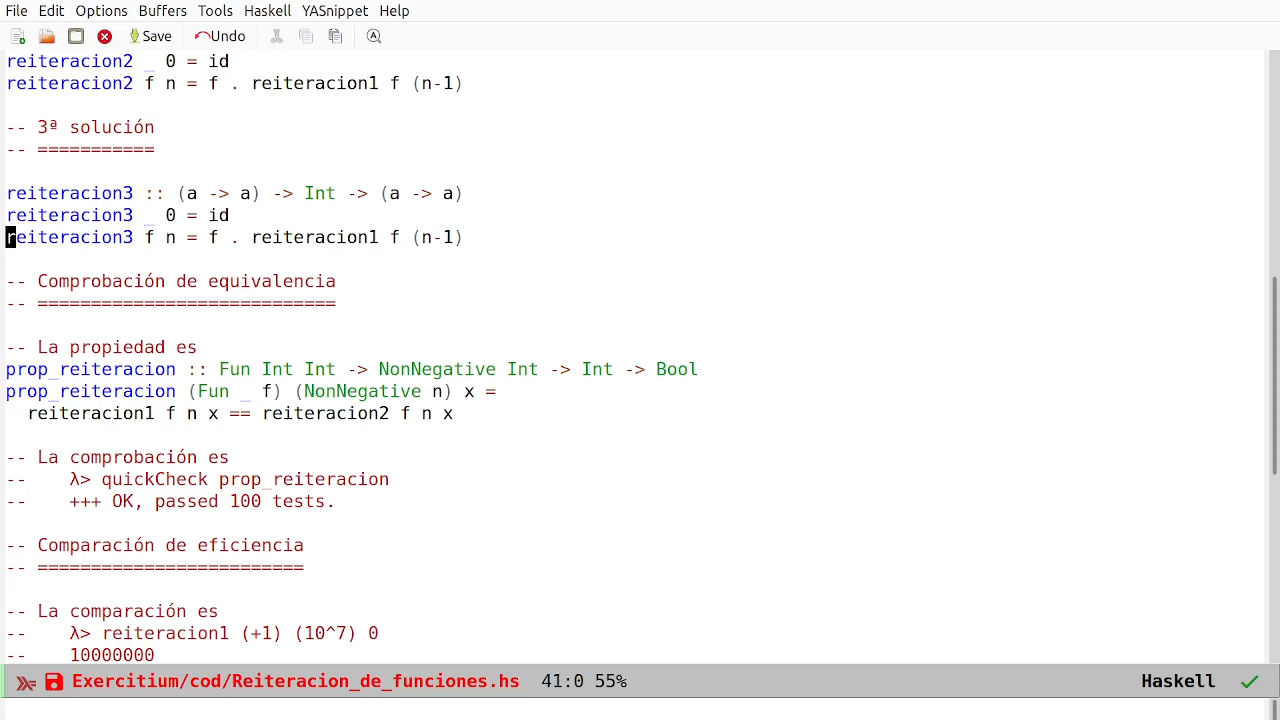 File Edit Options Buffers Tools Haskell YASnippet Help
Save Undo
reiteracion2 _ 0 = id
reiteracion2 f n = f . reiteracion1 f (n-1)
-- 3ª solución
-- ===========
reiteracion3 :: (a -> a) -> Int -> (a -> a)
reiteracion3 _ 0 = id
reiteracion3 f n = f . reiteracion1 f (n-1)
-- Comprobación de equivalencia
-- ============================
-- La propiedad es
prop_reiteracion :: Fun Int Int -> NonNegative Int -> Int -> Bool
prop_reiteracion (Fun _ f) (NonNegative n) x =
  reiteracion1 f n x == reiteracion2 f n x
-- La comprobación es
--    λ> quickCheck prop_reiteracion
--    +++ OK, passed 100 tests.
-- Comparación de eficiencia
-- =========================
-- La comparación es
--    λ> reiteracion1 (+1) (10^7) 0
--    10000000
Exercitium/cod/Reiteracion_de_funciones.hs 41:0 55% Haskell